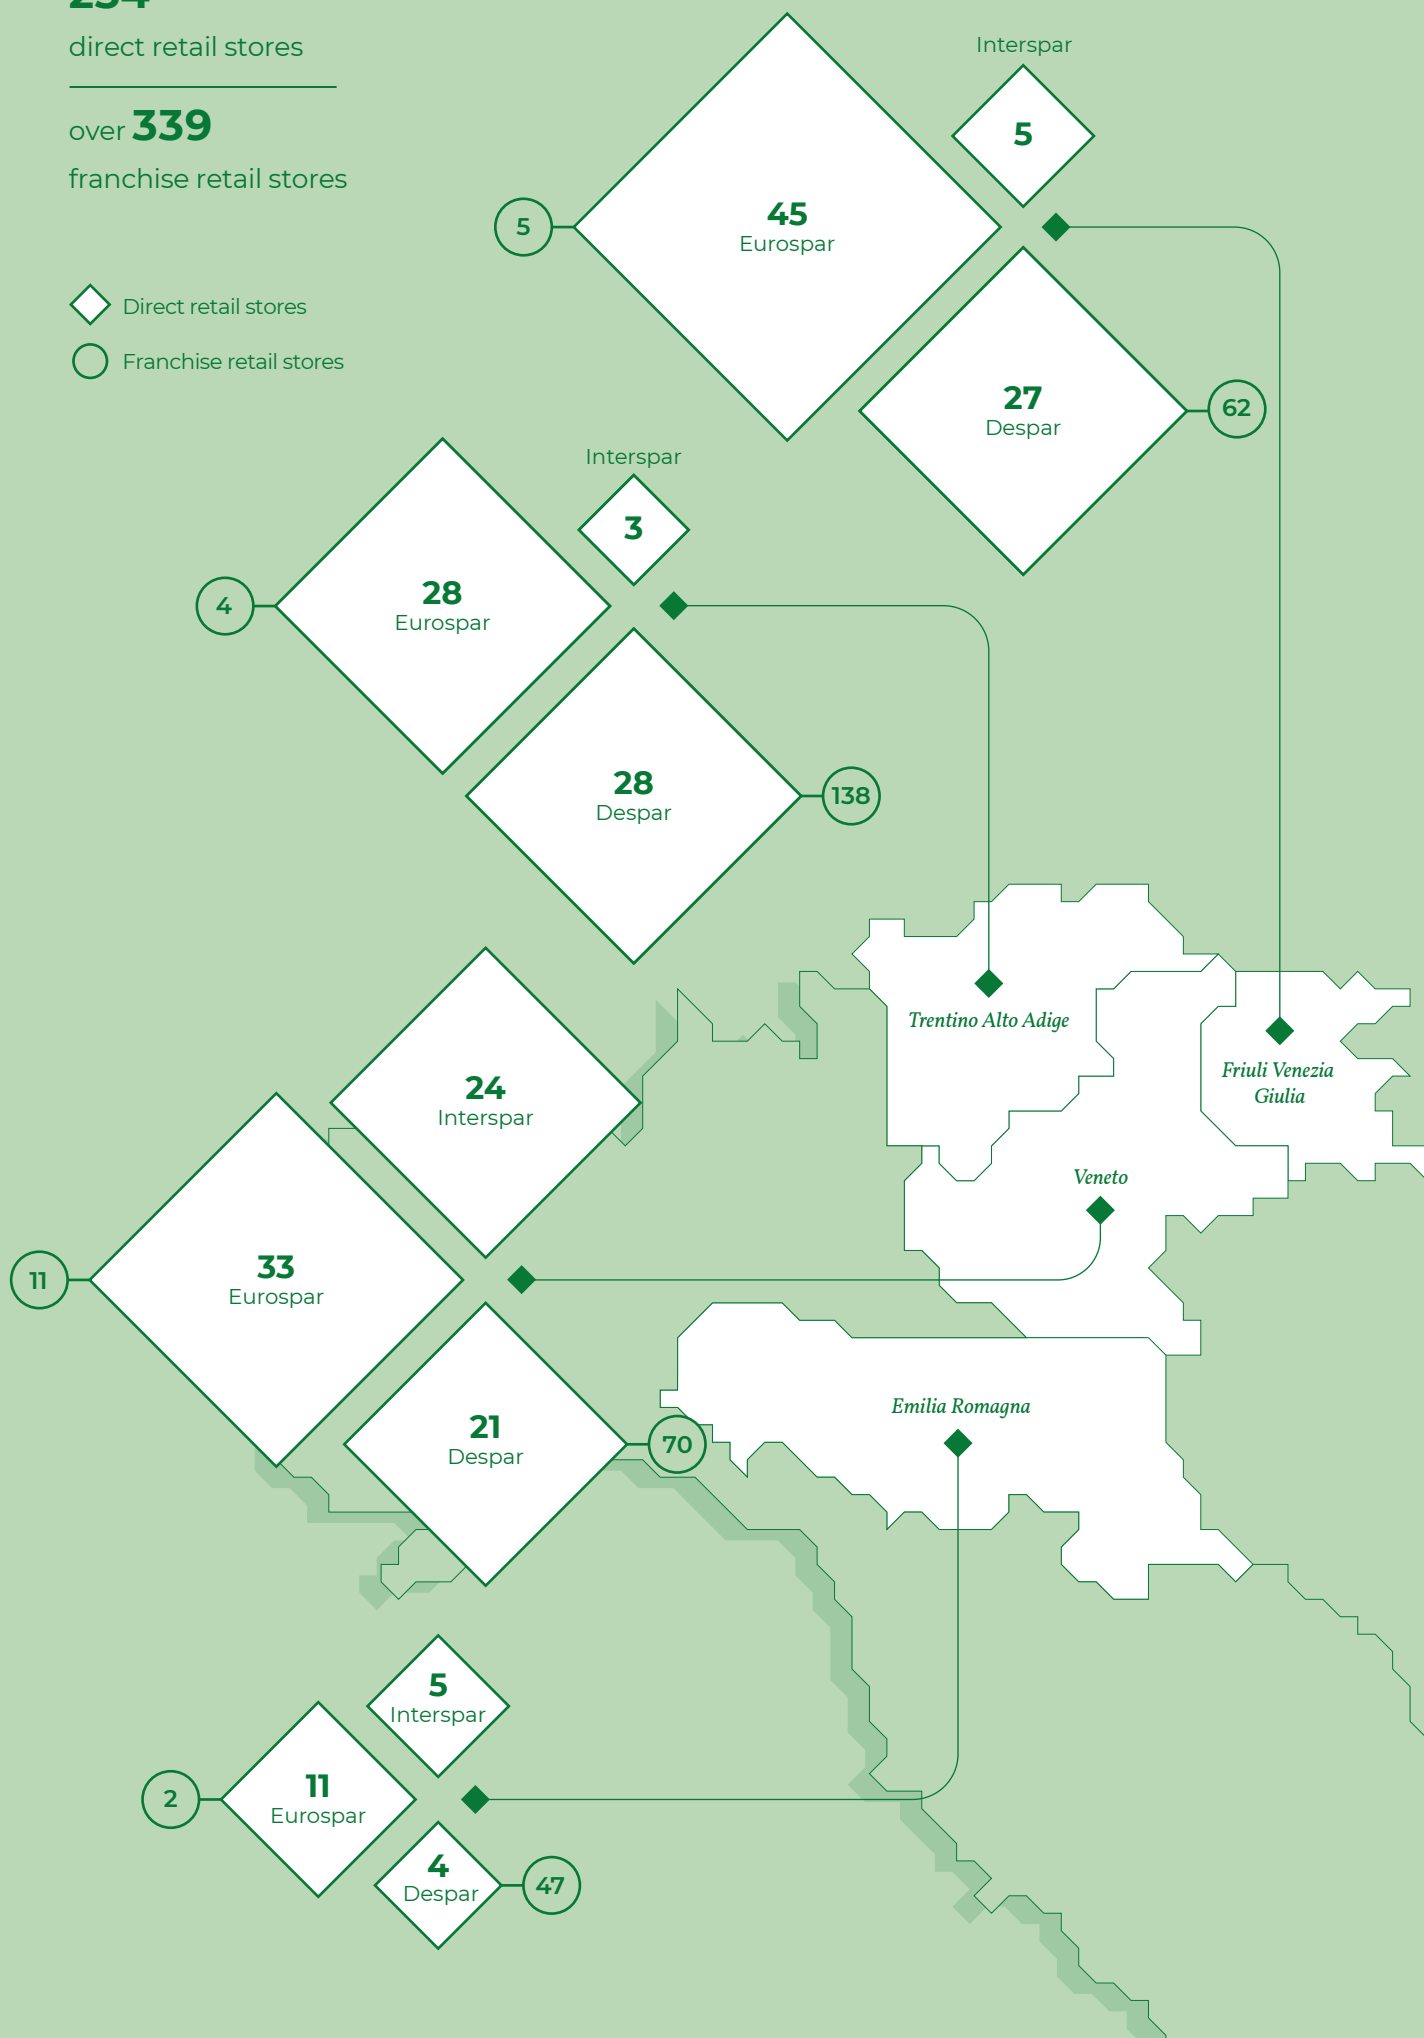 234
direct retail stores
over 339
franchise retail stores
Direct retail stores
Franchise retail stores
Interspar
5
5
45
Eurospar
27
Despar
62
Interspar
3
4
28
Eurospar
28
Despar
138
24
Interspar
11
33
Eurospar
21
Despar
70
5
Interspar
2
11
Eurospar
4
Despar
47
Trentino Alto Adige
Friuli Venezia
Giulia
Veneto
Emilia Romagna